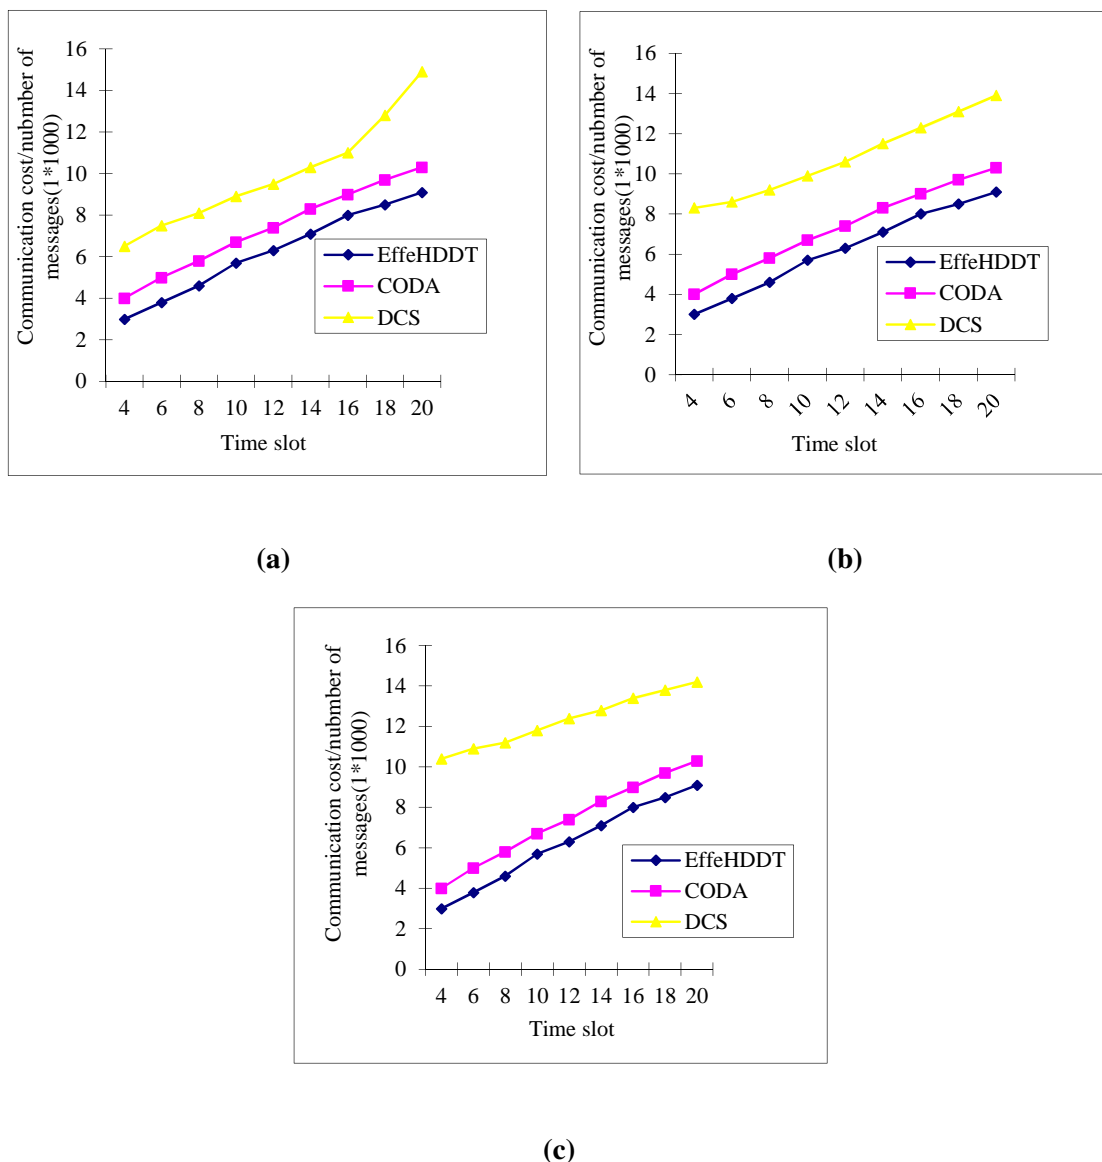 Communication cost/nubmber of
messages(1*1000)
16
14
12
10
8
6
4
2
0
4 6 8 10 12 14 16 18 20
Time slot
EffeHDDT
CODA
DCS
(a)
Communication cost/nubmber of
messages(1*1000)
16
14
12
10
8
6
4
2
0
4 6 8 10 12 14 16 18 20
Time slot
EffeHDDT
CODA
DCS
(b)
Communication cost/nubmber of
messages(1*1000)
16
14
12
10
8
6
4
2
0
4 6 8 10 12 14 16 18 20
Time slot
EffeHDDT
CODA
DCS
(c)